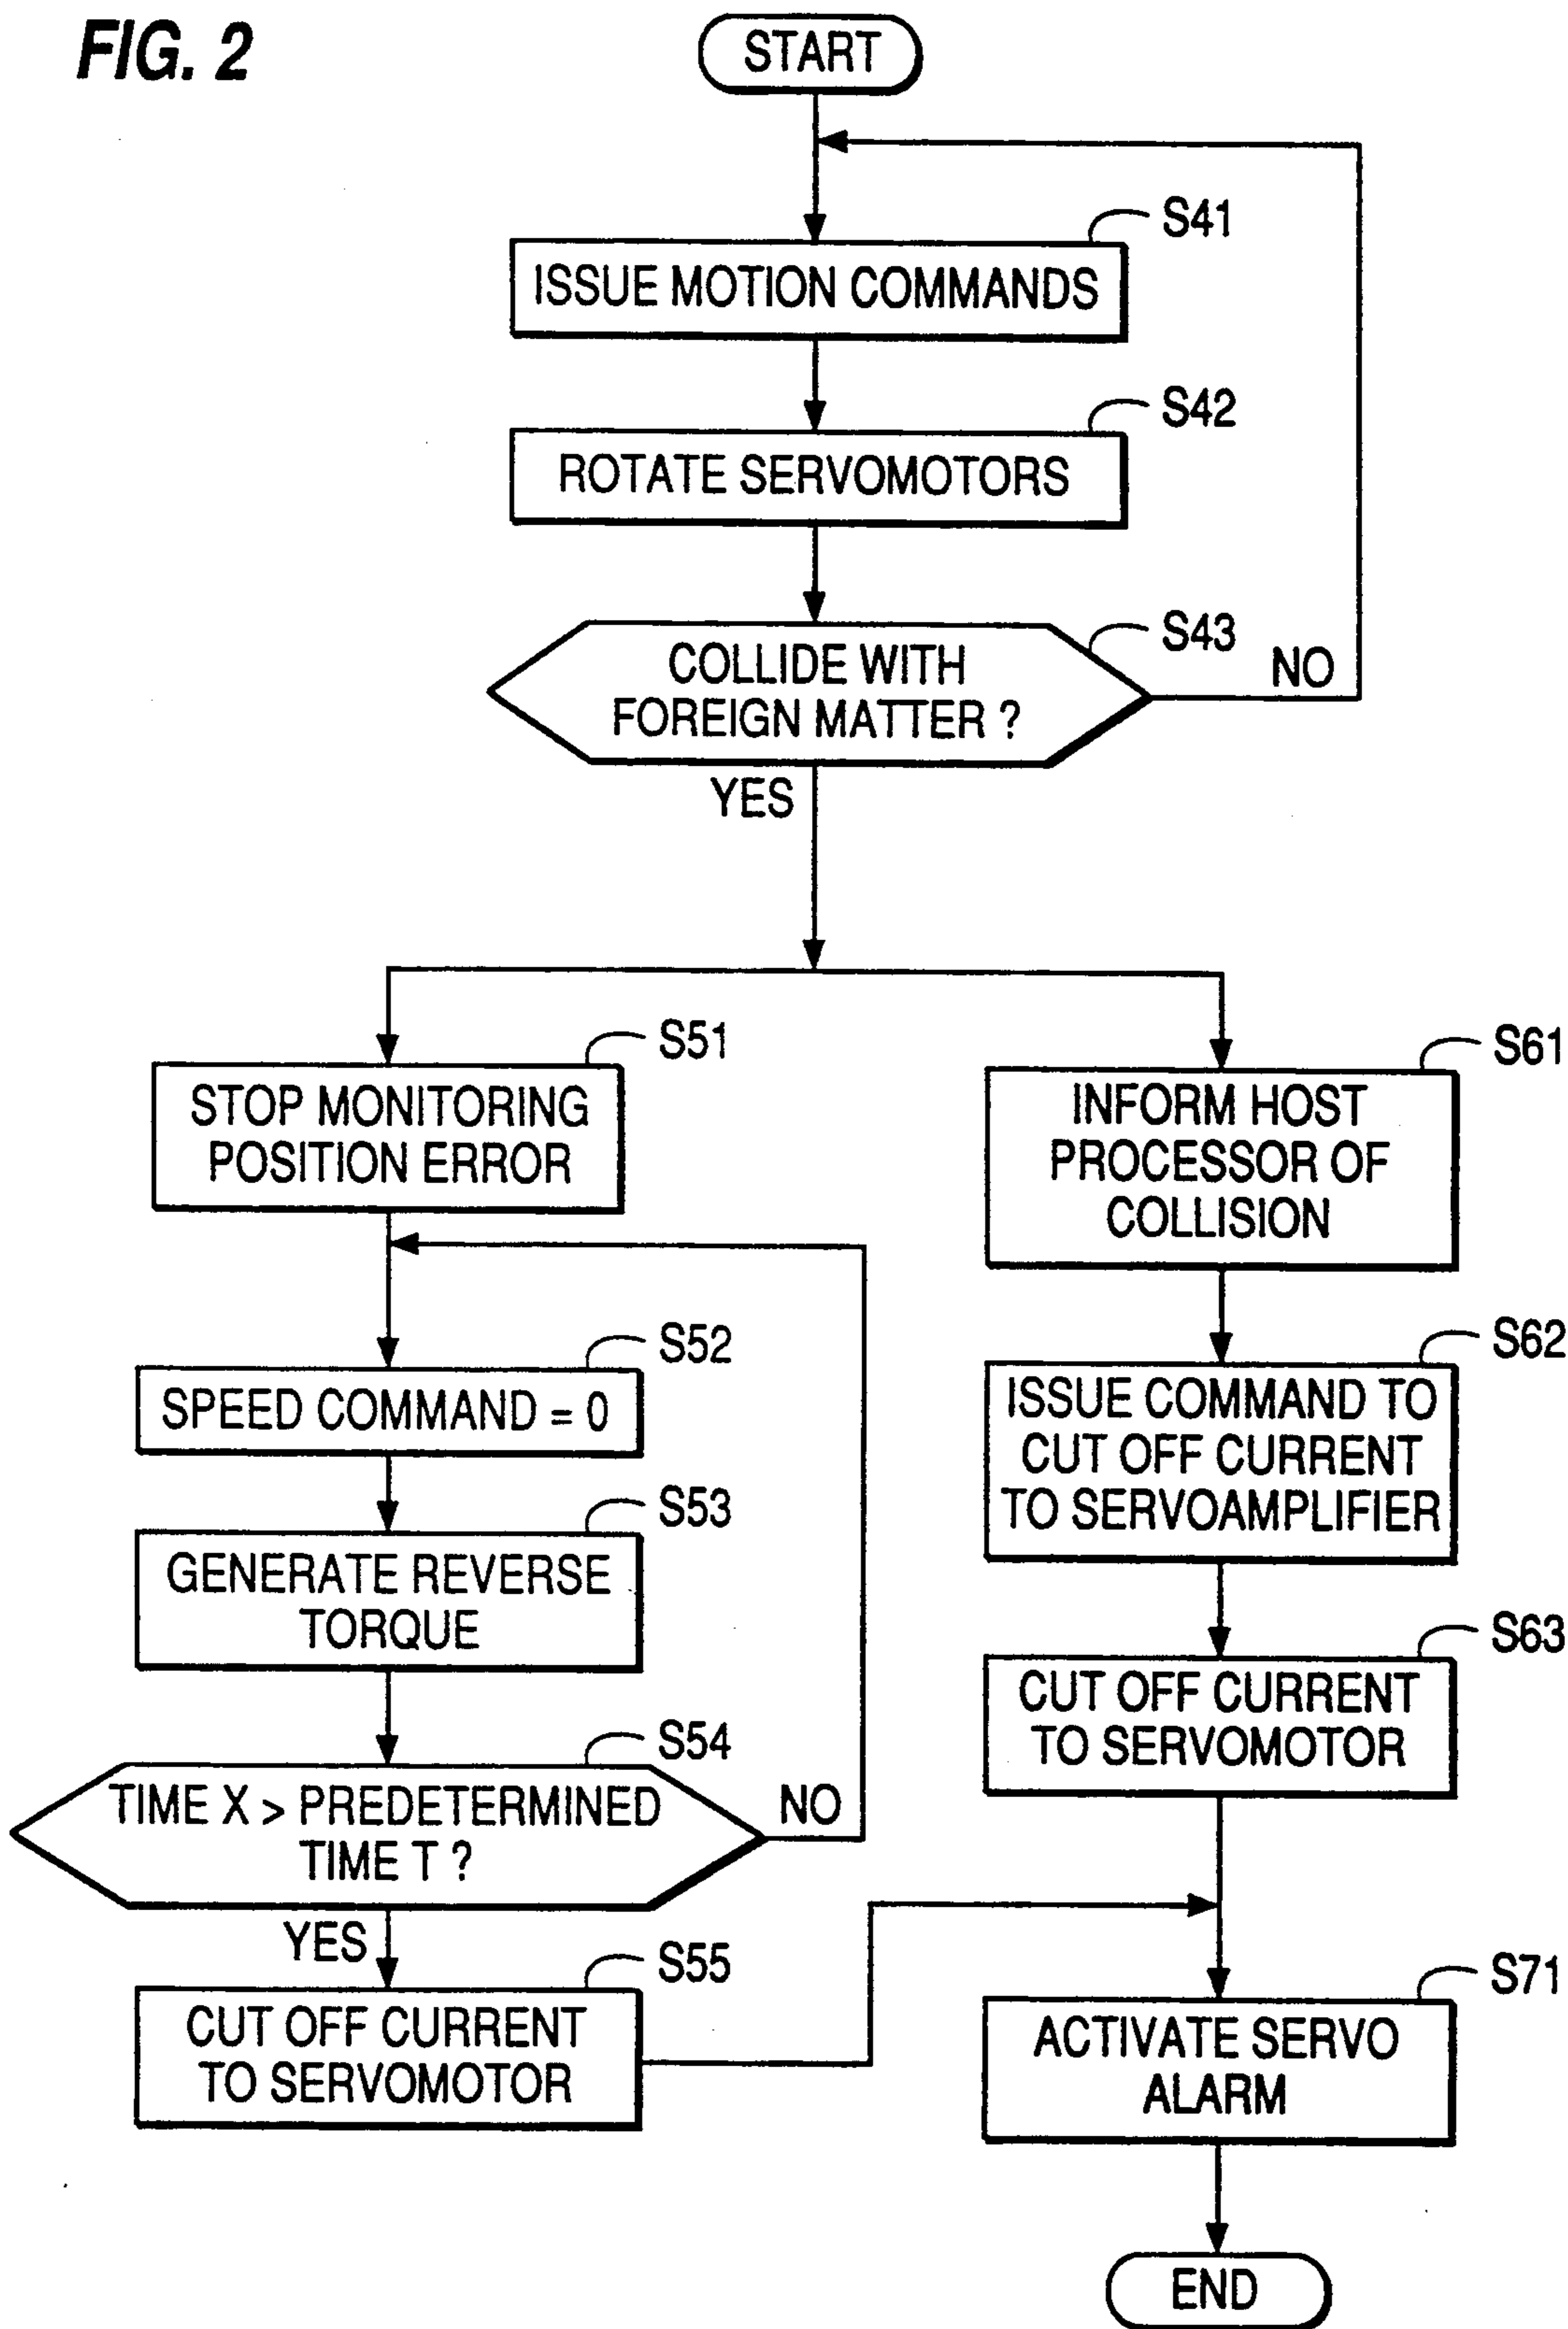 FIG. 2
START
S41
ISSUE MOTION COMMANDS
S42
ROTATE SERVOMOTORS
S43
COLLIDE WITH
FOREIGN MATTER ?
NO
YES
S51
STOP MONITORING
POSITION ERROR
S52
SPEED COMMAND = 0
S53
GENERATE REVERSE
TORQUE
S54
TIME X > PREDETERMINED
TIME T ?
NO
YES
S55
CUT OFF CURRENT
TO SERVOMOTOR
S61
INFORM HOST
PROCESSOR OF
COLLISION
S62
ISSUE COMMAND TO
CUT OFF CURRENT
TO SERVOAMPLIFIER
S63
CUT OFF CURRENT
TO SERVOMOTOR
S71
ACTIVATE SERVO
ALARM
END